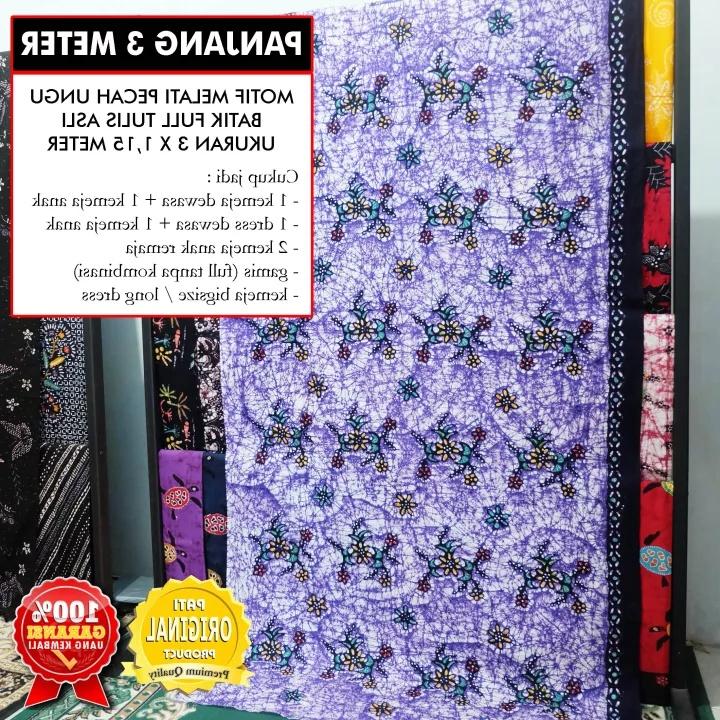 PANJANG 3 METER
MOTIF MELATI PECAH UNGU
BATIK FULL TULIS ASLI
UKURAN 3 X 1,15 METER
Cukup jadi :
- 1 kemeja dewasa + 1 kemeja anak
- 1 dress dewasa + 1 kemeja anak
- 2 kemeja anak remaja
- gamis (full tanpa kombinasi)
- kemeja bigsize / long dress
100%
GARANSI
UANG KEMBALI
PATI
ORIGINAL
PRODUCT
Premium Quality